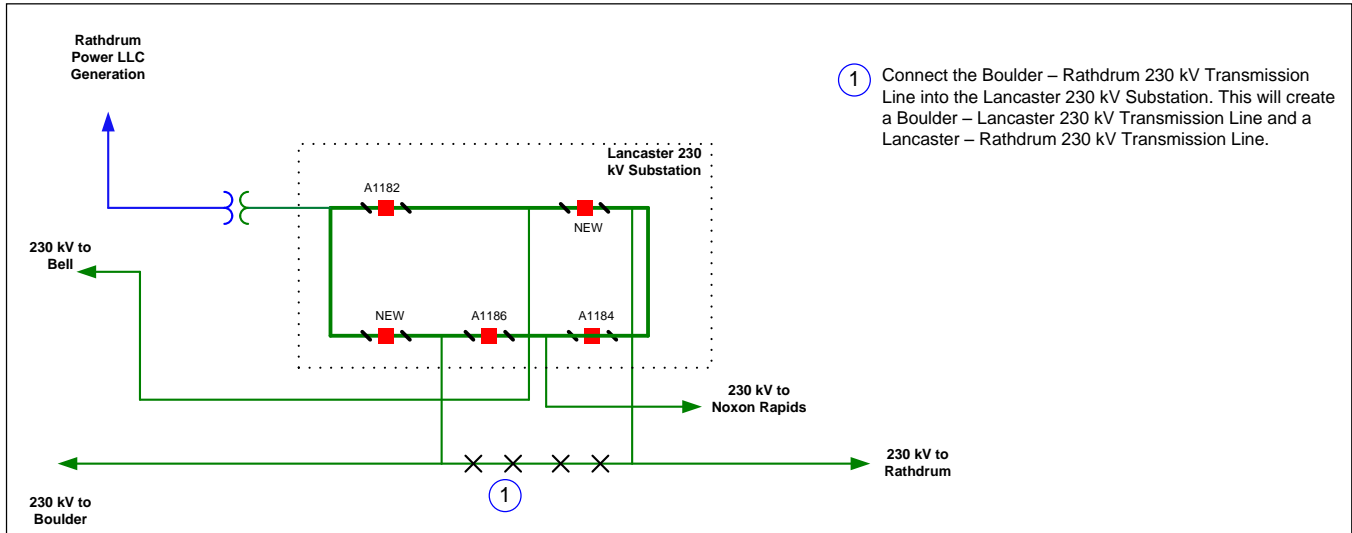 Rathdrum
Power LLC
Generation
1
Connect the Boulder – Rathdrum 230 kV Transmission
Line into the Lancaster 230 kV Substation. This will create
a Boulder – Lancaster 230 kV Transmission Line and a
Lancaster – Rathdrum 230 kV Transmission Line.
Lancaster 230
kV Substation
A1182
NEW
230 kV to
Bell
NEW
A1186
A1184
230 kV to
Noxon Rapids
230 kV to
Rathdrum
1
230 kV to
Boulder